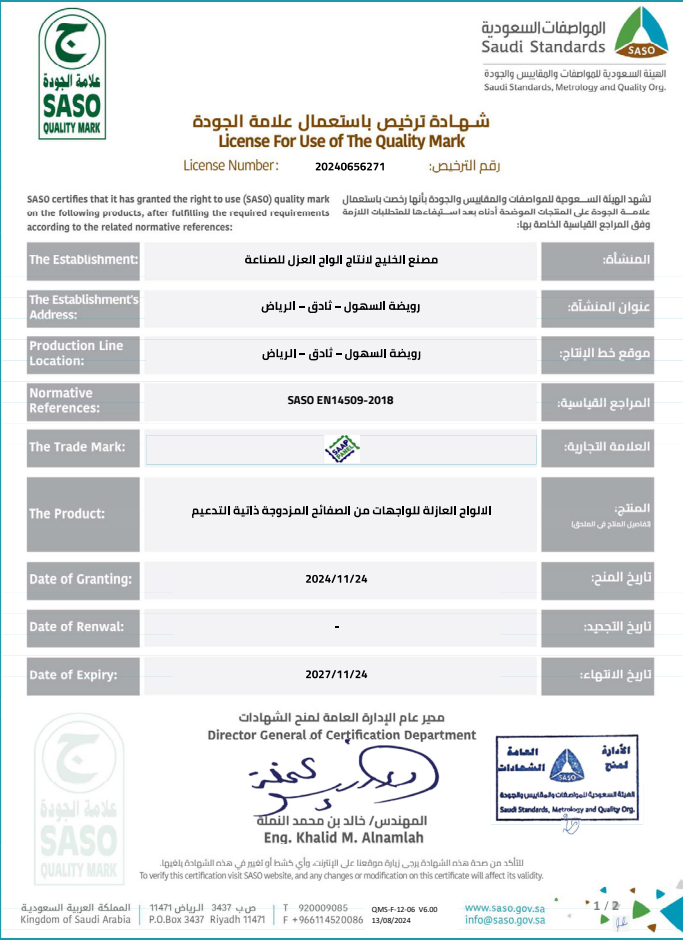 علامة الجودة
SASO
QUALITY MARK
المواصفات السعودية
Saudi Standards
SASO
الهيئة السعودية للمواصفات والمقاييس والجودة
Saudi Standards, Metrology and Quality Org.
شهادة ترخيص باستعمال علامة الجودة
License For Use of The Quality Mark
License Number: 20240656271 رقم الترخيص:
SASO certifies that it has granted the right to use (SASO) quality mark
on the following products, after fulfilling the required requirements
according to the related normative references:
تشهد الهيئة السعودية للمواصفات والمقاييس والجودة بأنها رخصت باستعمال
علامة الجودة على المنتجات الموضحة أدناه بعد استيفاءها للمتطلبات اللازمة
وفق المراجع القياسية الخاصة بها:
The Establishment: مصنع الخليج لانتاج الواح العزل للصناعة المنشأة:
The Establishment's
Address: رويضة السهول – ثادق – الرياض عنوان المنشأة:
Production Line
Location: رويضة السهول – ثادق – الرياض موقع خط الإنتاج:
Normative
References: SASO EN14509-2018 المراجع القياسية:
The Trade Mark: SAAP PANEL العلامة التجارية:
The Product: الالواح العازلة للواجهات من الصفائح المزدوجة ذاتية التدعيم المنتج:
(تفاصيل المنتج في الملحق)
Date of Granting: 2024/11/24 تاريخ المنح:
Date of Renwal: - تاريخ التجديد:
Date of Expiry: 2027/11/24 تاريخ الانتهاء:
مدير عام الإدارة العامة لمنح الشهادات
Director General of Certification Department
المهندس/ خالد بن محمد النملة
Eng. Khalid M. Alnamlah
علامة الجودة
SASO
QUALITY MARK
الأدارة العامة
لمنح الشهادات
SASO
الهيئة السعودية للمواصفات والمقاييس والجودة
Saudi Standards, Metrology and Quality Org.
للتأكد من صحة هذه الشهادة يرجى زيارة موقعنا على الإنترنت، وأي كشط أو تغيير في هذه الشهادة يلغيها.
To verify this certification visit SASO website, and any changes or modification on this certificate will affect its validity.
المملكة العربية السعودية
Kingdom of Saudi Arabia
ص.ب 3437 الرياض 11471
P.O.Box 3437 Riyadh 11471
T 920009085
F +966114520086
QMS-F-12-06 V6.00
13/08/2024
www.saso.gov.sa
info@saso.gov.sa
1 / 2